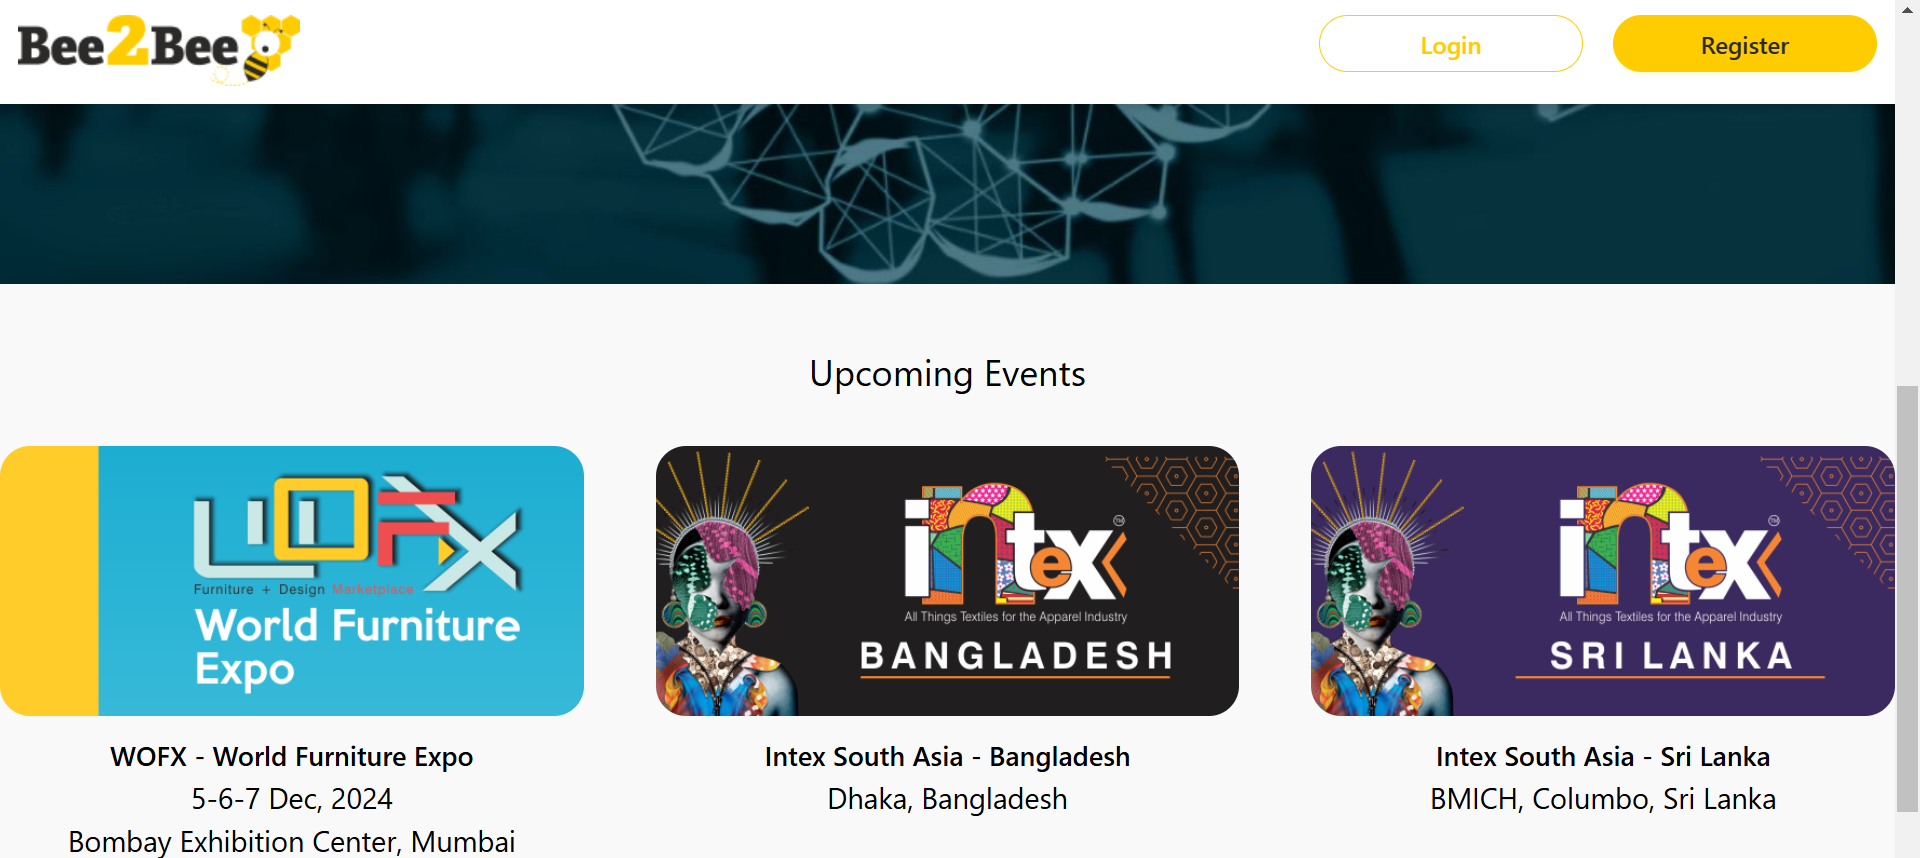 Bee2Bee
Login
Register
Upcoming Events
WOFX
Furniture + Design Marketplace
World Furniture
Expo
intex
TM
All Things Textiles for the Apparel Industry
BANGLADESH
intex
TM
All Things Textiles for the Apparel Industry
SRI LANKA
WOFX - World Furniture Expo
5-6-7 Dec, 2024
Bombay Exhibition Center, Mumbai
Intex South Asia - Bangladesh
Dhaka, Bangladesh
Intex South Asia - Sri Lanka
BMICH, Columbo, Sri Lanka